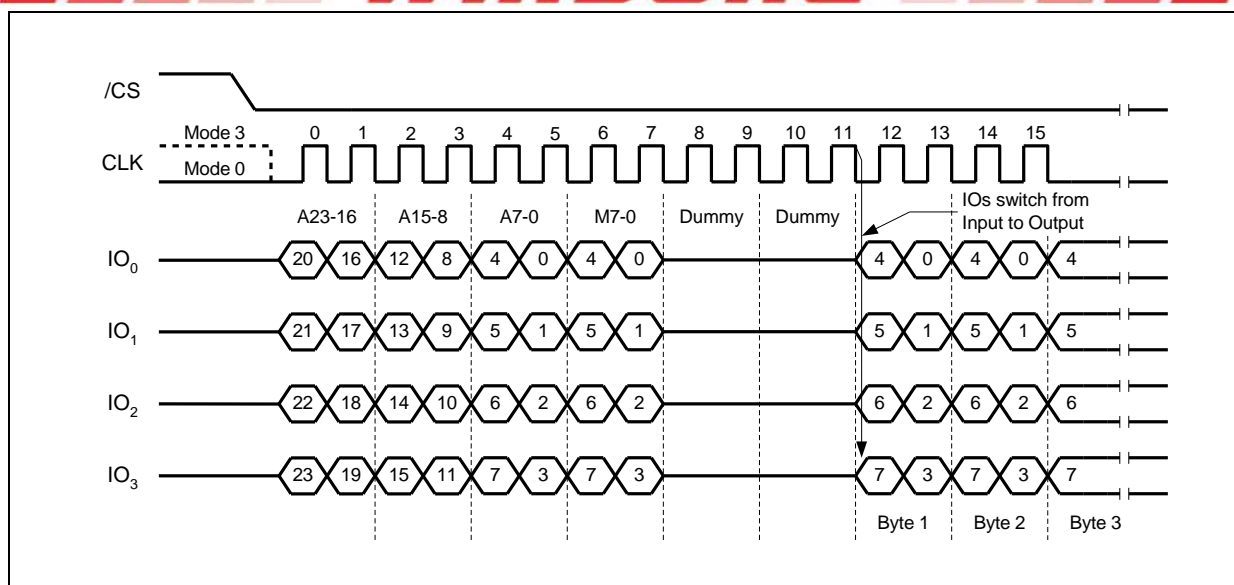 /CS
Mode 3 0 1 2 3 4 5 6 7 8 9 10 11 12 13 14 15
CLK
Mode 0
IOs switch from
Input to Output
A23-16 A15-8 A7-0 M7-0 Dummy Dummy
IO0 20 16 12 8 4 0 4 0 4 0 4 0 4
IO1 21 17 13 9 5 1 5 1 5 1 5 1 5
IO2 22 18 14 10 6 2 6 2 6 2 6 2 6
IO3 23 19 15 11 7 3 7 3 7 3 7 3 7
Byte 1 Byte 2 Byte 3